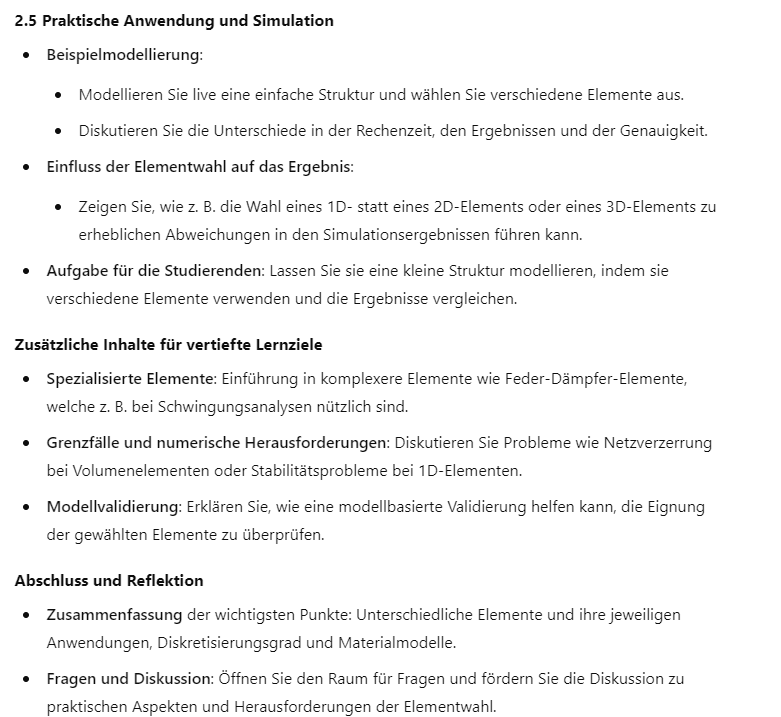 2.5 Praktische Anwendung und Simulation
• Beispielmodellierung:
• Modellieren Sie live eine einfache Struktur und wählen Sie verschiedene Elemente aus.
• Diskutieren Sie die Unterschiede in der Rechenzeit, den Ergebnissen und der Genauigkeit.
• Einfluss der Elementwahl auf das Ergebnis:
• Zeigen Sie, wie z. B. die Wahl eines 1D- statt eines 2D-Elements oder eines 3D-Elements zu
erheblichen Abweichungen in den Simulationsergebnissen führen kann.
• Aufgabe für die Studierenden: Lassen Sie sie eine kleine Struktur modellieren, indem sie
verschiedene Elemente verwenden und die Ergebnisse vergleichen.
Zusätzliche Inhalte für vertiefte Lernziele
• Spezialisierte Elemente: Einführung in komplexere Elemente wie Feder-Dämpfer-Elemente,
welche z. B. bei Schwingungsanalysen nützlich sind.
• Grenzfälle und numerische Herausforderungen: Diskutieren Sie Probleme wie Netzverzerrung
bei Volumenelementen oder Stabilitätsprobleme bei 1D-Elementen.
• Modellvalidierung: Erklären Sie, wie eine modellbasierte Validierung helfen kann, die Eignung
der gewählten Elemente zu überprüfen.
Abschluss und Reflektion
• Zusammenfassung der wichtigsten Punkte: Unterschiedliche Elemente und ihre jeweiligen
Anwendungen, Diskretisierungsgrad und Materialmodelle.
• Fragen und Diskussion: Öffnen Sie den Raum für Fragen und fördern Sie die Diskussion zu
praktischen Aspekten und Herausforderungen der Elementwahl.